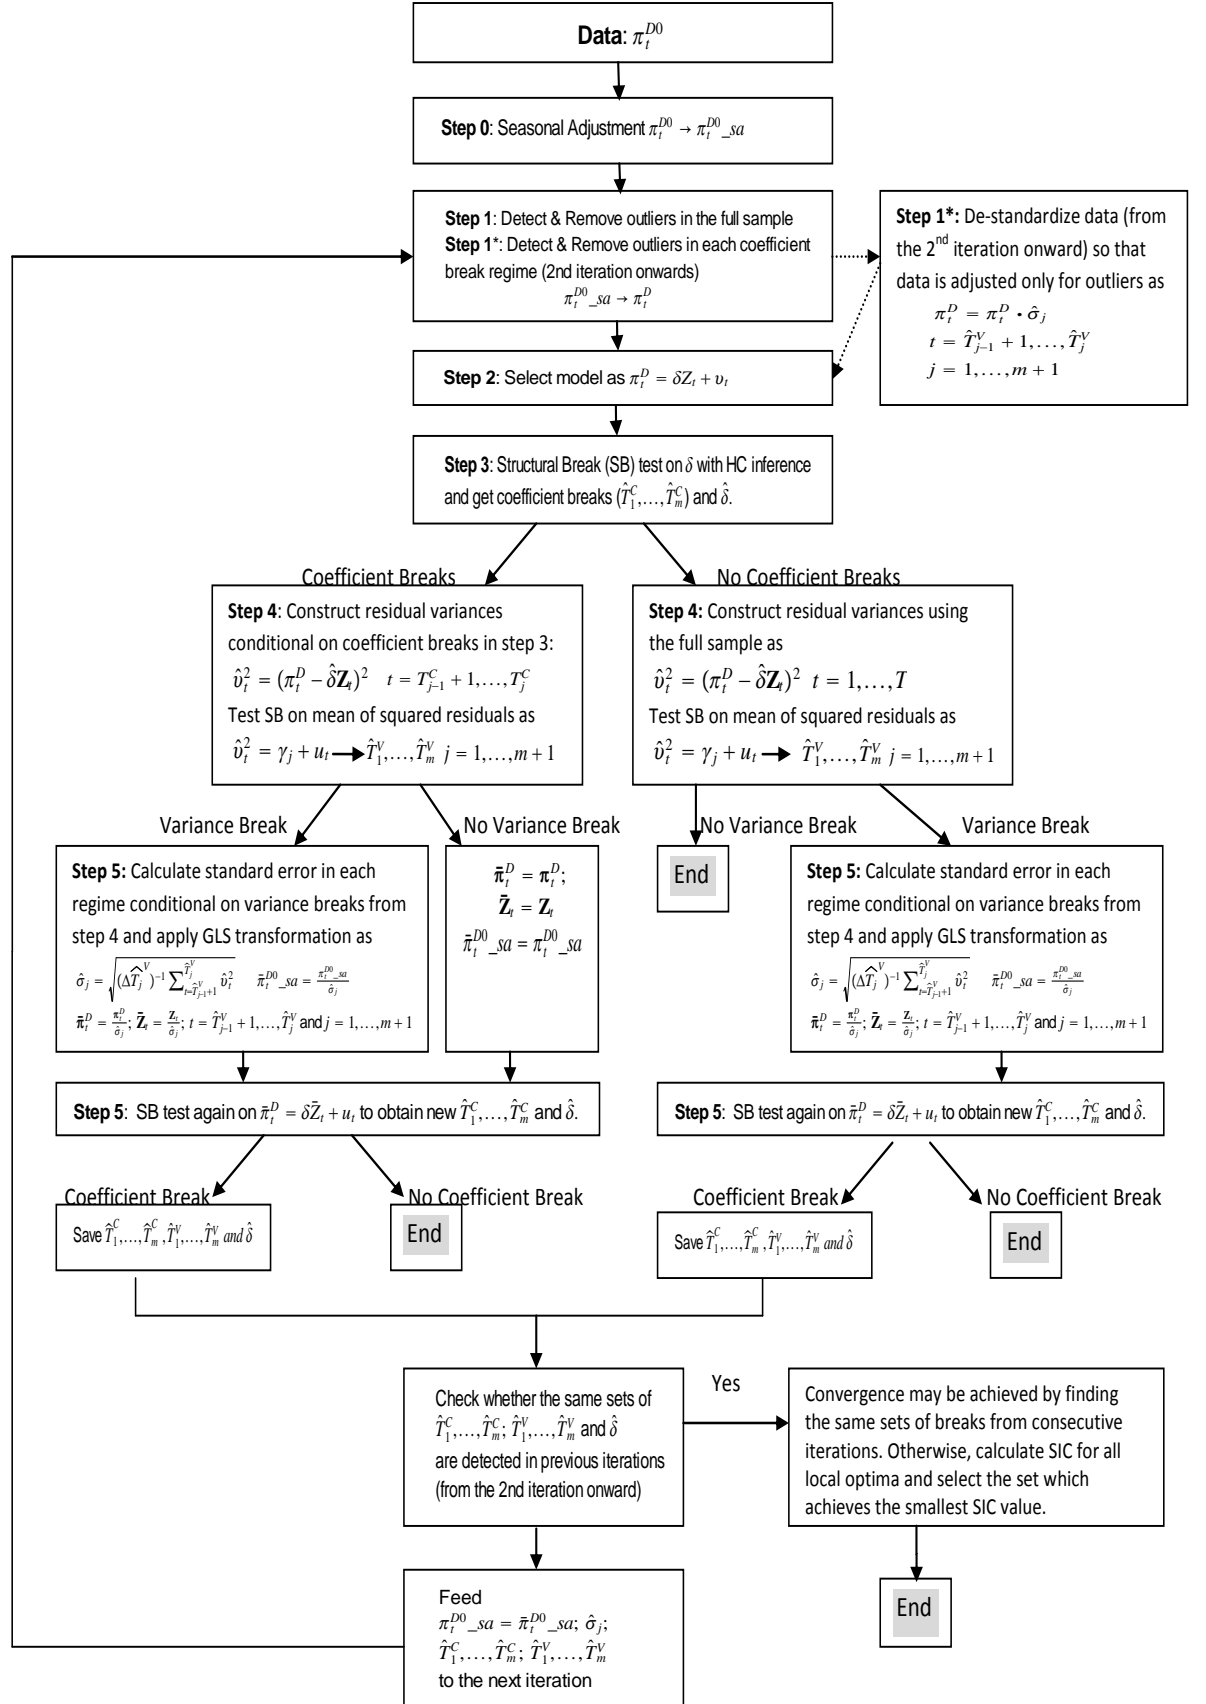 Data: π_t^{D0}
Step 0: Seasonal Adjustment π_t^{D0} → π_t^{D0}_sa
Step 1: Detect & Remove outliers in the full sample
Step 1*: Detect & Remove outliers in each coefficient
break regime (2nd iteration onwards)
π_t^{D0}_sa → π_t^D
Step 1*: De-standardize data (from
the 2nd iteration onward) so that
data is adjusted only for outliers as
π_t^D = π_t^D • σ̂_j
t = T̂_{j−1}^V + 1,…,T̂_j^V
j = 1,…,m + 1
Step 2: Select model as π_t^D = δZ_t + υ_t
Step 3: Structural Break (SB) test on δ with HC inference
and get coefficient breaks (T̂_1^C,…,T̂_m^C) and δ̂.
Coefficient Breaks
No Coefficient Breaks
Step 4: Construct residual variances
conditional on coefficient breaks in step 3:
υ̂_t^2 = (π_t^D − δ̂Z_t)^2 t = T_{j−1}^C + 1,…,T_j^C
Test SB on mean of squared residuals as
υ̂_t^2 = γ_j + u_t → T̂_1^V,…,T̂_m^V j = 1,…,m + 1
Step 4: Construct residual variances using
the full sample as
υ̂_t^2 = (π_t^D − δ̂Z_t)^2 t = 1,…,T
Test SB on mean of squared residuals as
υ̂_t^2 = γ_j + u_t → T̂_1^V,…,T̂_m^V j = 1,…,m + 1
Variance Break
No Variance Break
No Variance Break
Variance Break
Step 5: Calculate standard error in each
regime conditional on variance breaks from
step 4 and apply GLS transformation as
σ̂_j = √((ΔT̂_j^V)^{−1} ∑_{t=T̂_{j−1}^V+1}^{T̂_j^V} υ̂_t^2) π̄_t^{D0}_sa = π_t^{D0}_sa / σ̂_j
π̄_t^D = π_t^D / σ̂_j; Z̄_t = Z_t / σ̂_j; t = T̂_{j−1}^V + 1,…,T̂_j^V and j = 1,…,m + 1
π̄_t^D = π_t^D;
Z̄_t = Z_t
π̄_t^{D0}_sa = π_t^{D0}_sa
End
Step 5: Calculate standard error in each
regime conditional on variance breaks from
step 4 and apply GLS transformation as
σ̂_j = √((ΔT̂_j^V)^{−1} ∑_{t=T̂_{j−1}^V+1}^{T̂_j^V} υ̂_t^2) π̄_t^{D0}_sa = π_t^{D0}_sa / σ̂_j
π̄_t^D = π_t^D / σ̂_j; Z̄_t = Z_t / σ̂_j; t = T̂_{j−1}^V + 1,…,T̂_j^V and j = 1,…,m + 1
Step 5: SB test again on π̄_t^D = δZ̄_t + u_t to obtain new T̂_1^C,…,T̂_m^C and δ̂.
Step 5: SB test again on π̄_t^D = δZ̄_t + u_t to obtain new T̂_1^C,…,T̂_m^C and δ̂.
Coefficient Break
No Coefficient Break
Coefficient Break
No Coefficient Break
Save T̂_1^C,…,T̂_m^C, T̂_1^V,…,T̂_m^V and δ̂
End
Save T̂_1^C,…,T̂_m^C, T̂_1^V,…,T̂_m^V and δ̂
End
Check whether the same sets of
T̂_1^C,…,T̂_m^C; T̂_1^V,…,T̂_m^V and δ̂
are detected in previous iterations
(from the 2nd iteration onward)
Yes
Convergence may be achieved by finding
the same sets of breaks from consecutive
iterations. Otherwise, calculate SIC for all
local optima and select the set which
achieves the smallest SIC value.
End
Feed
π_t^{D0}_sa = π̄_t^{D0}_sa; σ̂_j;
T̂_1^C,…,T̂_m^C; T̂_1^V,…,T̂_m^V
to the next iteration